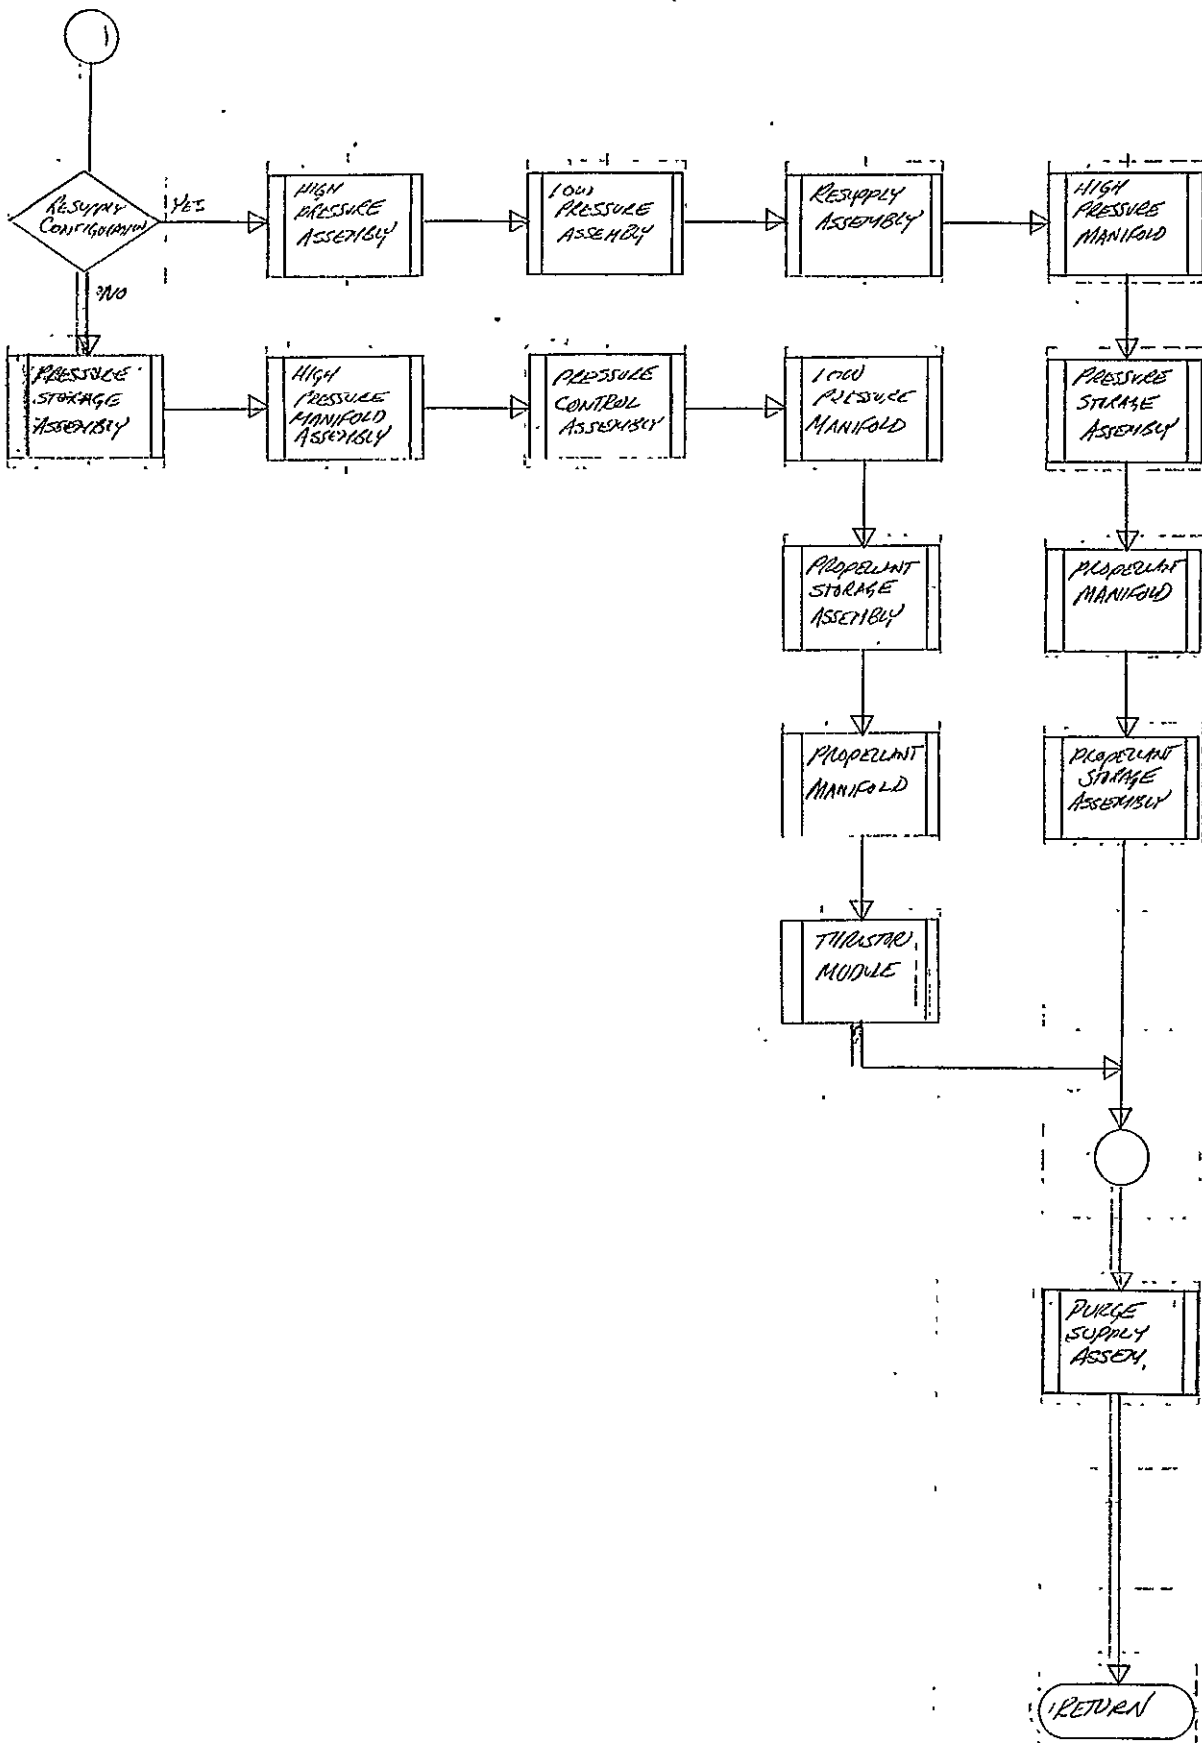 )
RESUPPLY
CONFIGURATION
YES
NO
HIGH
PRESSURE
ASSEMBLY
LOW
PRESSURE
ASSEMBLY
RESUPPLY
ASSEMBLY
HIGH
PRESSURE
MANIFOLD
PRESSURE
STORAGE
ASSEMBLY
HIGH
PRESSURE
MANIFOLD
ASSEMBLY
PRESSURE
CONTROL
ASSEMBLY
LOW
PRESSURE
MANIFOLD
PRESSURE
STORAGE
ASSEMBLY
PROPELLANT
STORAGE
ASSEMBLY
PROPELLANT
MANIFOLD
PROPELLANT
MANIFOLD
PROPELLANT
STORAGE
ASSEMBLY
THRUSTOR
MODULE
PURGE
SUPPLY
ASSEM.
RETURN